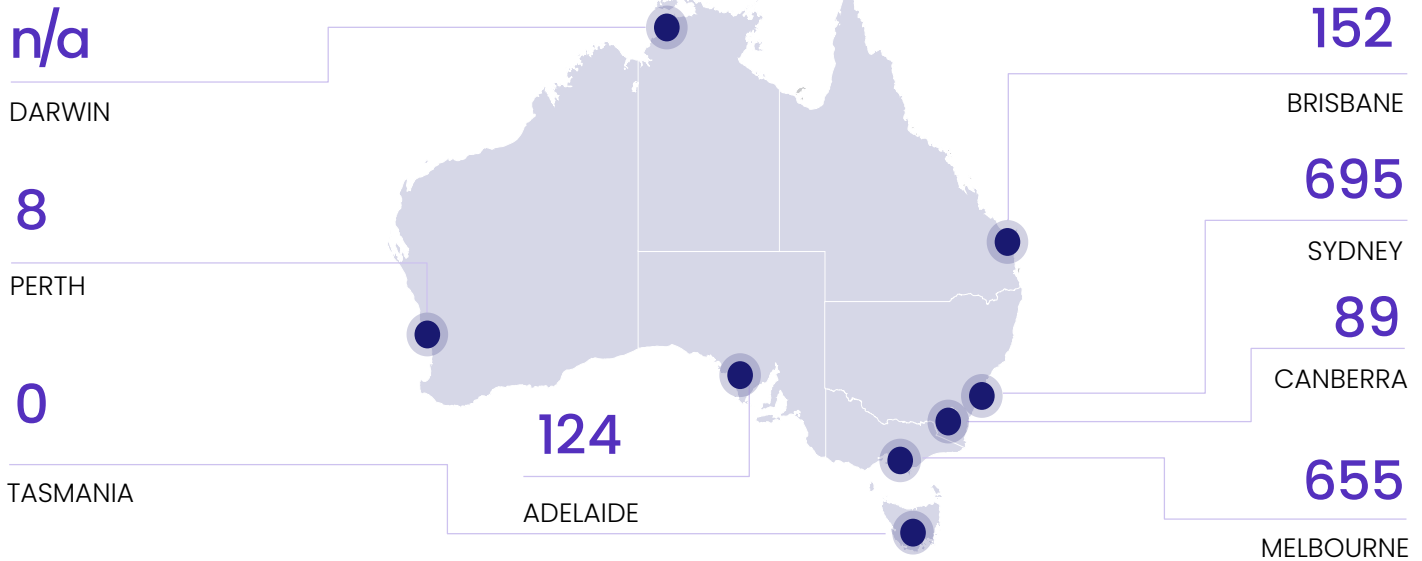 n/a
DARWIN
8
PERTH
0
TASMANIA
124
ADELAIDE
152
BRISBANE
695
SYDNEY
89
CANBERRA
655
MELBOURNE